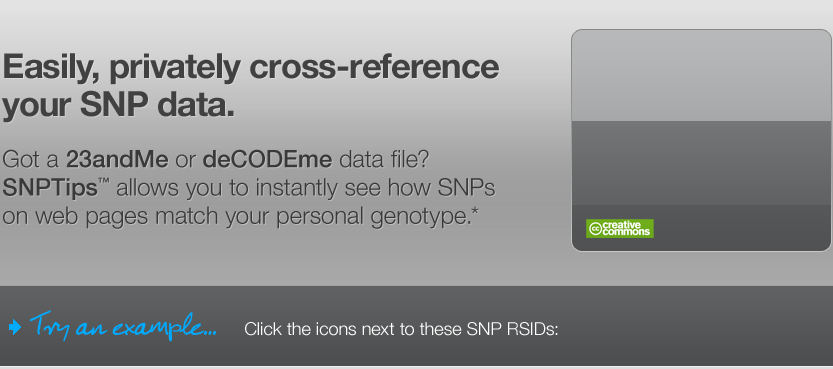 Easily, privately cross-reference
your SNP data.
Got a 23andMe or deCODEme data file?
SNPTips™ allows you to instantly see how SNPs
on web pages match your personal genotype.*
cc creative
commons
Try an example... Click the icons next to these SNP RSIDs: